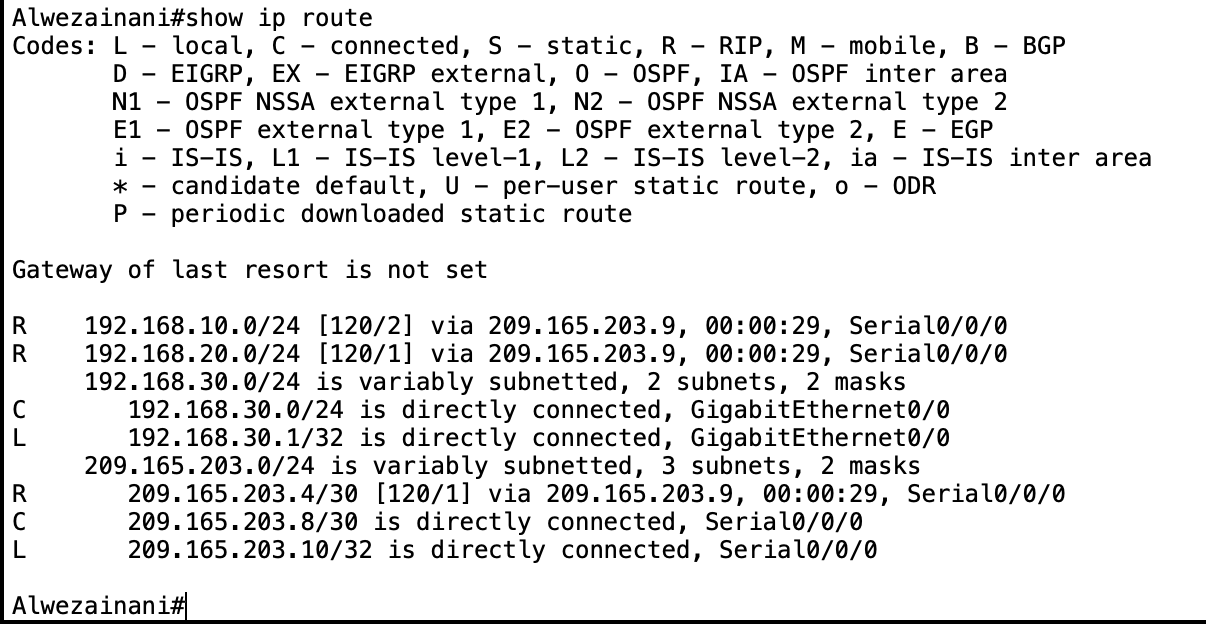 Alwezainani#show ip route
Codes: L - local, C - connected, S - static, R - RIP, M - mobile, B - BGP
       D - EIGRP, EX - EIGRP external, O - OSPF, IA - OSPF inter area
       N1 - OSPF NSSA external type 1, N2 - OSPF NSSA external type 2
       E1 - OSPF external type 1, E2 - OSPF external type 2, E - EGP
       i - IS-IS, L1 - IS-IS level-1, L2 - IS-IS level-2, ia - IS-IS inter area
       * - candidate default, U - per-user static route, o - ODR
       P - periodic downloaded static route

Gateway of last resort is not set

R    192.168.10.0/24 [120/2] via 209.165.203.9, 00:00:29, Serial0/0/0
R    192.168.20.0/24 [120/1] via 209.165.203.9, 00:00:29, Serial0/0/0
     192.168.30.0/24 is variably subnetted, 2 subnets, 2 masks
C       192.168.30.0/24 is directly connected, GigabitEthernet0/0
L       192.168.30.1/32 is directly connected, GigabitEthernet0/0
     209.165.203.0/24 is variably subnetted, 3 subnets, 2 masks
R       209.165.203.4/30 [120/1] via 209.165.203.9, 00:00:29, Serial0/0/0
C       209.165.203.8/30 is directly connected, Serial0/0/0
L       209.165.203.10/32 is directly connected, Serial0/0/0

Alwezainani#